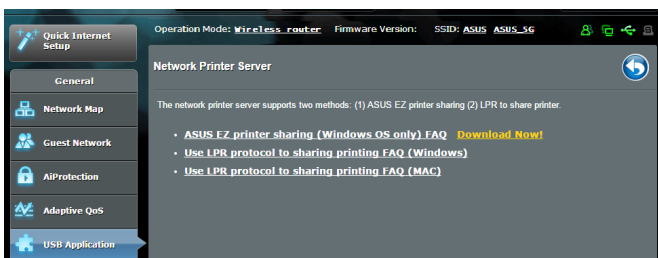 Quick Internet
Setup
Operation Mode: Wireless router Firmware Version: SSID: ASUS ASUS_5G
General
Network Printer Server
Network Map
The network printer server supports two methods: (1) ASUS EZ printer sharing (2) LPR to share printer.
Guest Network
• ASUS EZ printer sharing (Windows OS only) FAQ Download Now!
• Use LPR protocol to sharing printing FAQ (Windows)
• Use LPR protocol to sharing printing FAQ (MAC)
AiProtection
Adaptive QoS
USB Application